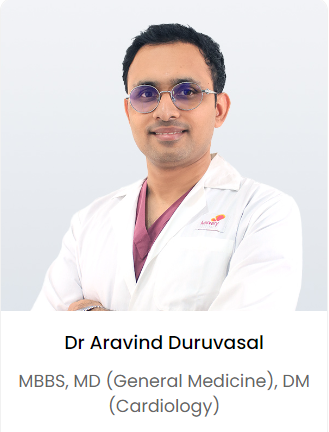 Dr Aravind Duruvasal
MBBS, MD (General Medicine), DM
(Cardiology)